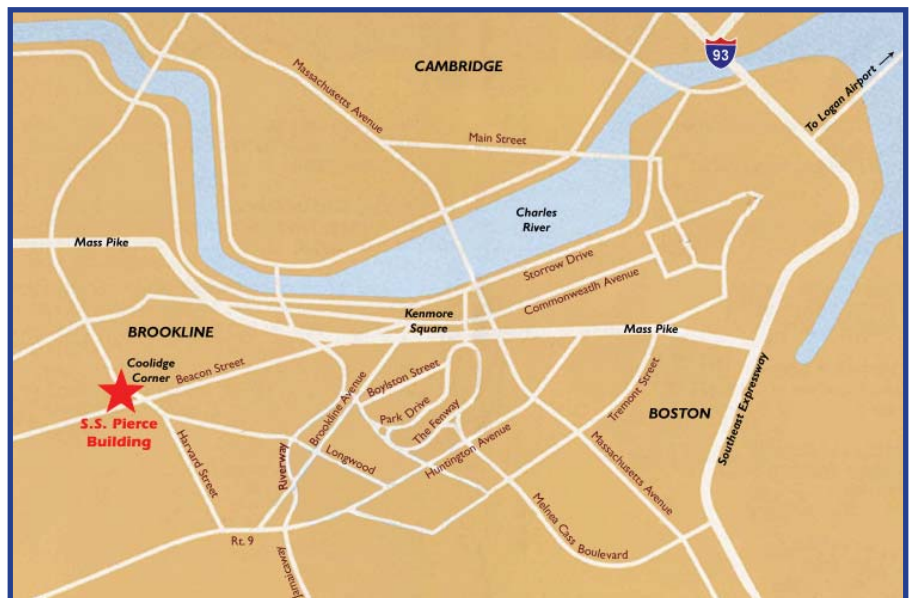 93
To Logan Airport →
CAMBRIDGE
Massachusetts Avenue
Main Street
Charles
River
Mass Pike
Storrow Drive
Commonweatlh Avenue
Kenmore
Square
Mass Pike
BROOKLINE
Coolidge
Corner
Beacon Street
S.S. Pierce
Building
Boylston Street
Brookline Avenue
Park Drive
The Fenway
Tremont Street
BOSTON
Southeast Expressway
Harvard Street
Riverway
Longwood
Huntington Avenue
Massachusetts Avenue
Melnea Cass Boulevard
Rt. 9
Jamaicaway